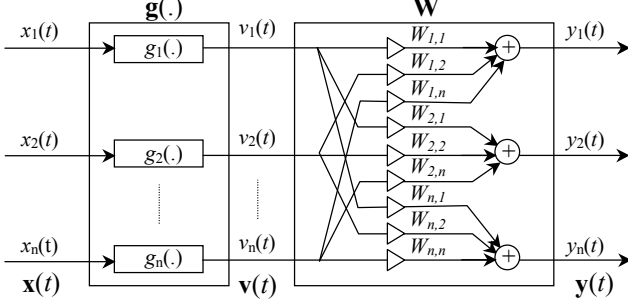 g(.) W
x1(t) g1(.) v1(t) W1,1 + y1(t)
W1,2
W1,n
W2,1
x2(t) g2(.) v2(t) W2,2 + y2(t)
W2,n
Wn,1
Wn,2
xn(t) gn(.) vn(t) Wn,n + yn(t)
x(t) v(t) y(t)